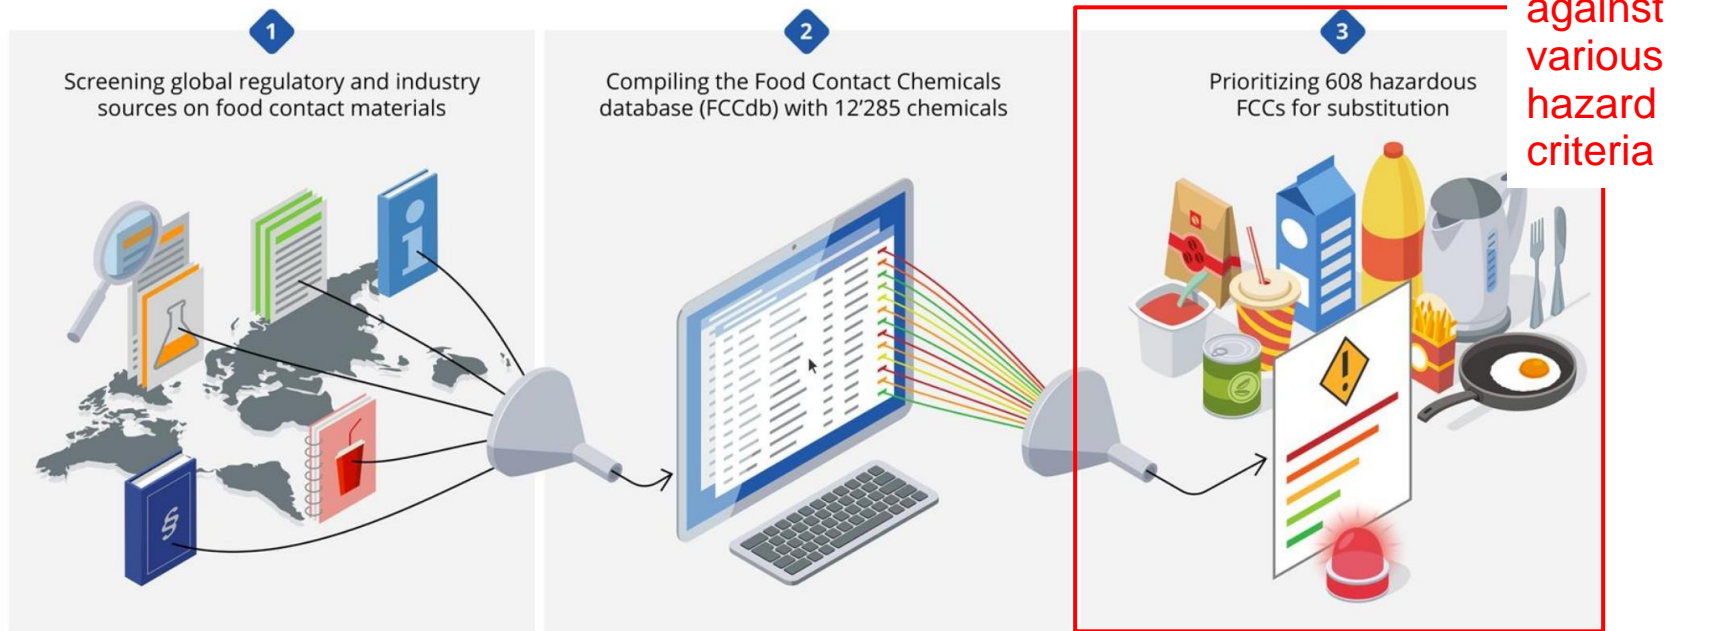 1
Screening global regulatory and industry
sources on food contact materials
2
Compiling the Food Contact Chemicals
database (FCCdb) with 12’285 chemicals
3
Prioritizing 608 hazardous
FCCs for substitution
against
various
hazard
criteria
i
§
!